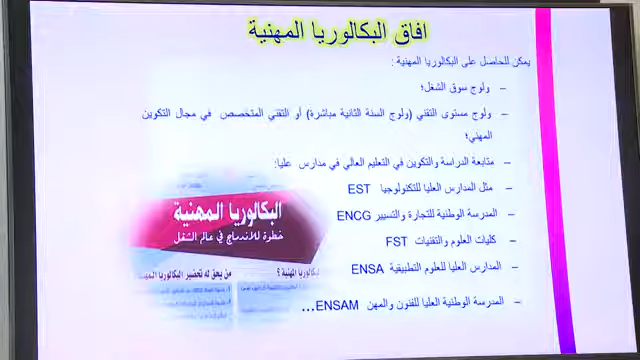 افاق البكالوريا المهنية
يمكن للحاصل على البكالوريا المهنية :
– ولوج سوق الشغل؛
– ولوج مستوى التقني (ولوج السنة الثانية مباشرة) أو التقني المتخصص في مجال التكوين
المهني؛
– متابعة الدراسة والتكوين في التعليم العالي في مدارس عليا:
– مثل المدارس العليا للتكنولوجيا EST
– المدرسة الوطنية للتجارة والتسيير ENCG
– كليات العلوم والتقنيات FST
– المدارس العليا للعلوم التطبيقية ENSA
– المدرسة الوطنية العليا للفنون والمهن ENSAM...
البكالوريا المهنية
خطوة للاندماج في عالم الشغل
البكالوريا المهنية ؟
من يحق له تحضير البكالوريا المهنية